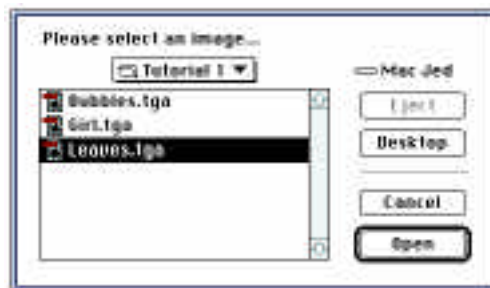 Please select an image...
Tutorial 1
Mac Jed
Bubbles.tga
Girl.tga
Leaves.tga
Eject
Desktop
Cancel
Open